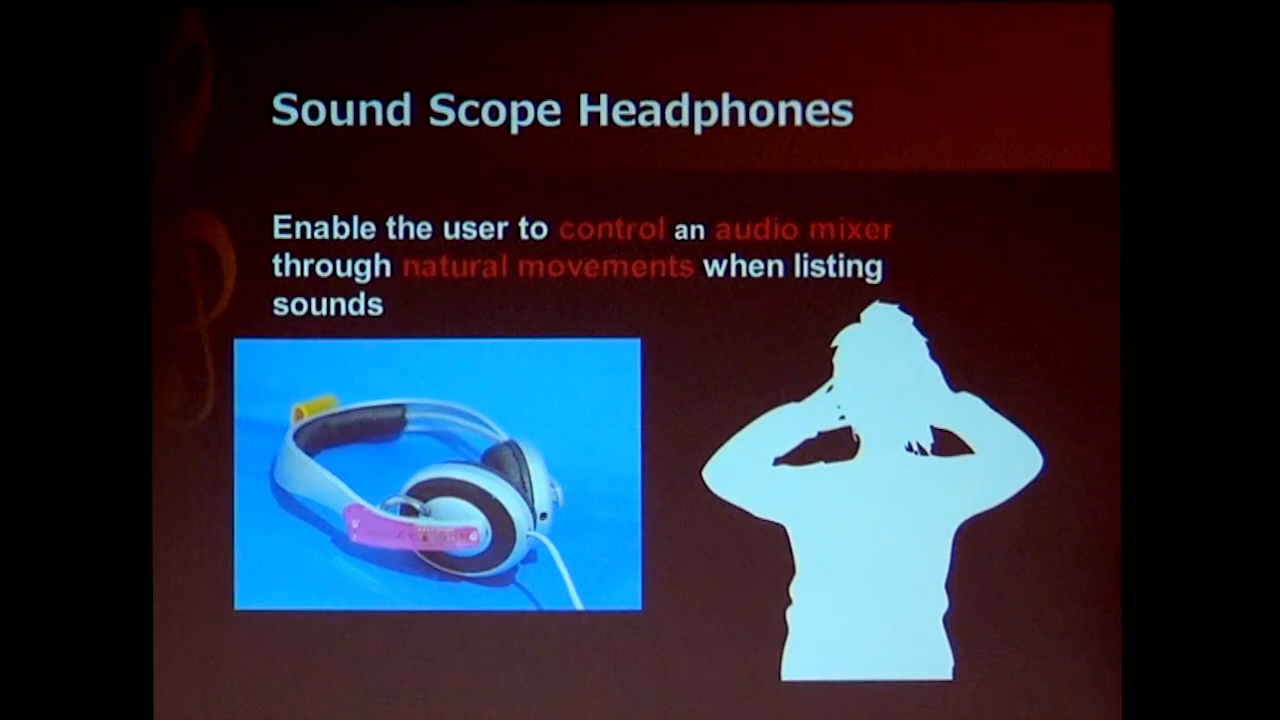 Sound Scope Headphones
Enable the user to control an audio mixer
through natural movements when listing
sounds